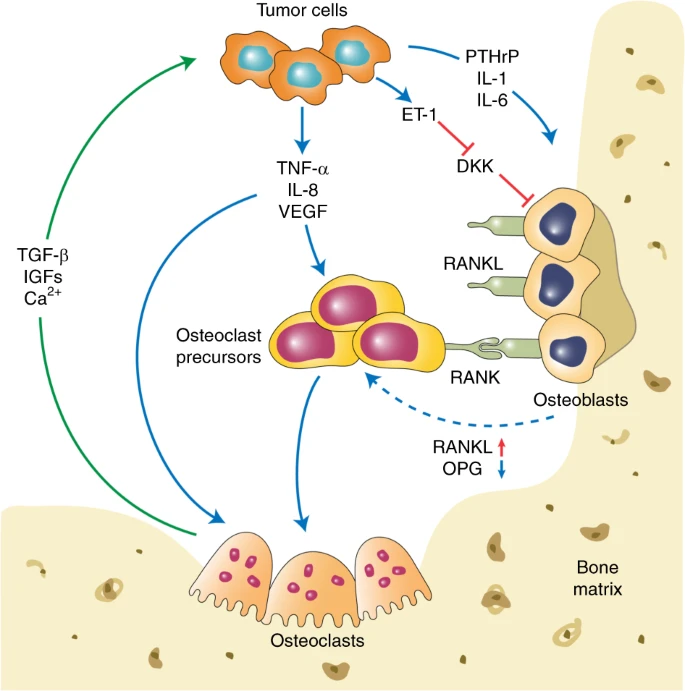 Tumor cells
PTHrP
IL-1
IL-6
ET-1
DKK
TNF-α
IL-8
VEGF
TGF-β
IGFs
Ca²⁺
RANKL
Osteoclast
precursors
RANK
Osteoblasts
RANKL
OPG
Bone
matrix
Osteoclasts